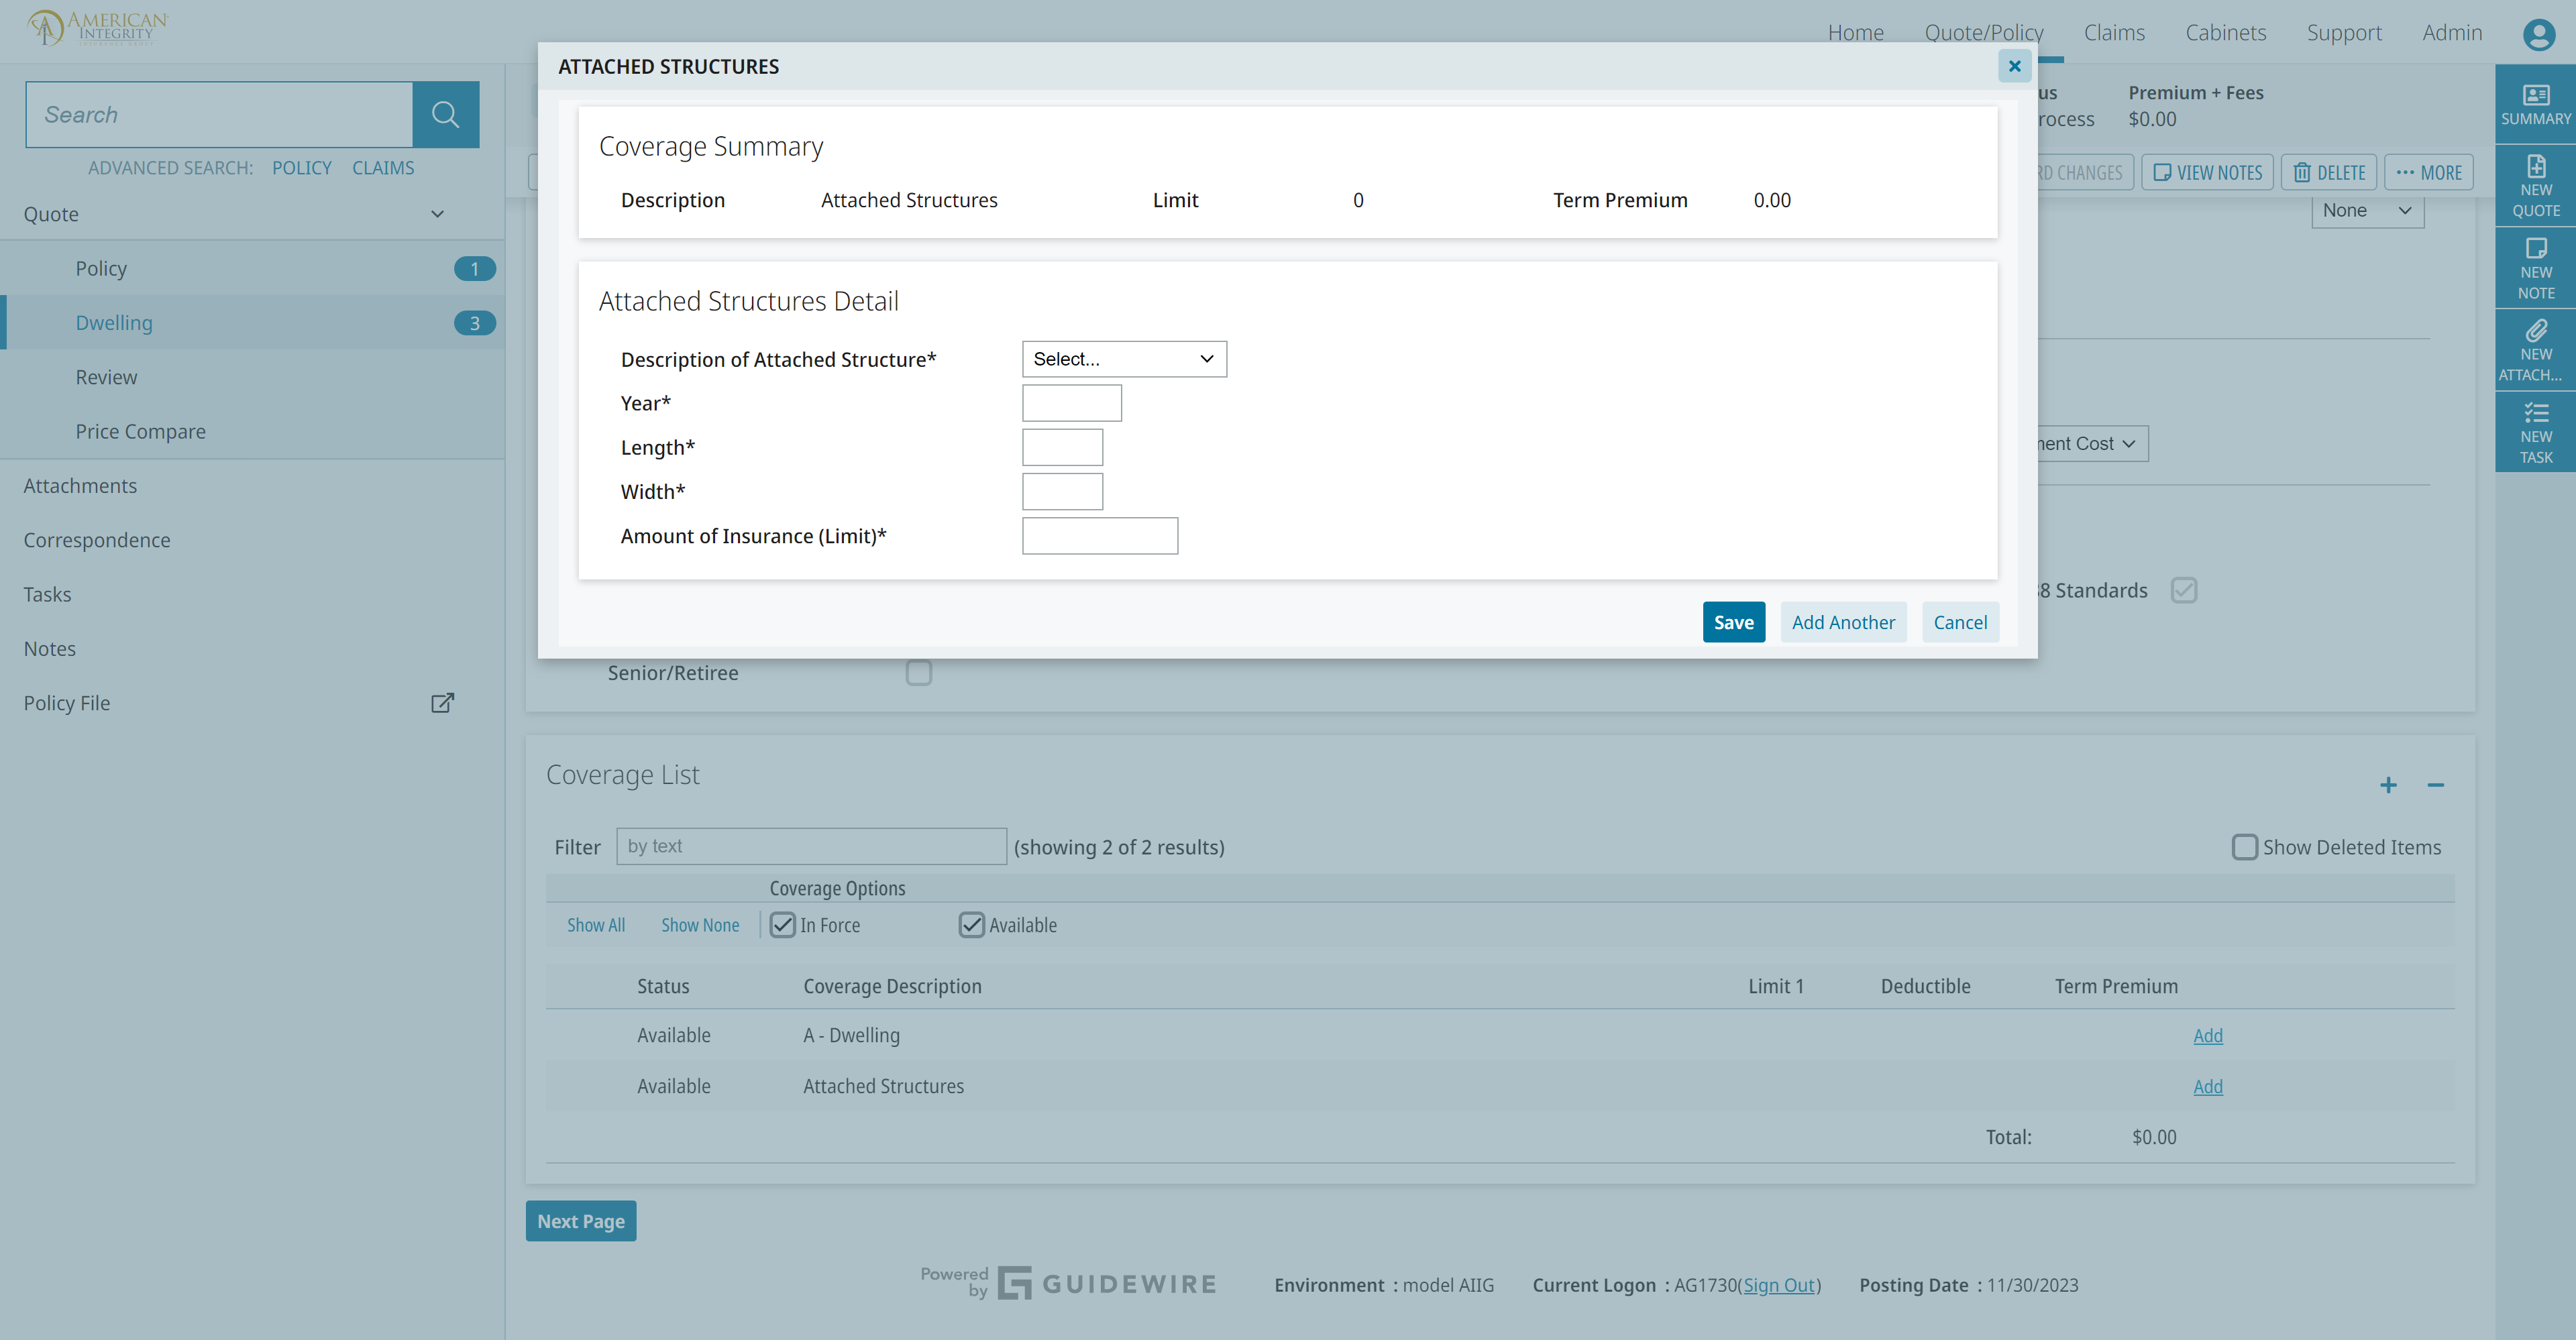 AMERICAN
INTEGRITY
Home Quote/Policy Claims Cabinets Support Admin
ATTACHED STRUCTURES
Search
ADVANCED SEARCH: POLICY CLAIMS
Quote
Policy 1
Dwelling 3
Review
Price Compare
Attachments
Correspondence
Tasks
Notes
Policy File
us Premium + Fees
rocess $0.00
RD CHANGES VIEW NOTES DELETE MORE
None
SUMMARY
NEW
QUOTE
NEW
NOTE
NEW
ATTACH...
NEW
TASK
Coverage Summary
Description Attached Structures Limit 0 Term Premium 0.00
Attached Structures Detail
Description of Attached Structure* Select...
Year*
Length*
Width*
Amount of Insurance (Limit)*
Save Add Another Cancel
nent Cost
8 Standards
Senior/Retiree
Coverage List
Filter by text (showing 2 of 2 results) Show Deleted Items
Coverage Options
Show All Show None In Force Available
Status Coverage Description Limit 1 Deductible Term Premium
Available A - Dwelling Add
Available Attached Structures Add
Total: $0.00
Next Page
Powered
by GUIDEWIRE
Environment : model AIIG Current Logon : AG1730(Sign Out) Posting Date : 11/30/2023